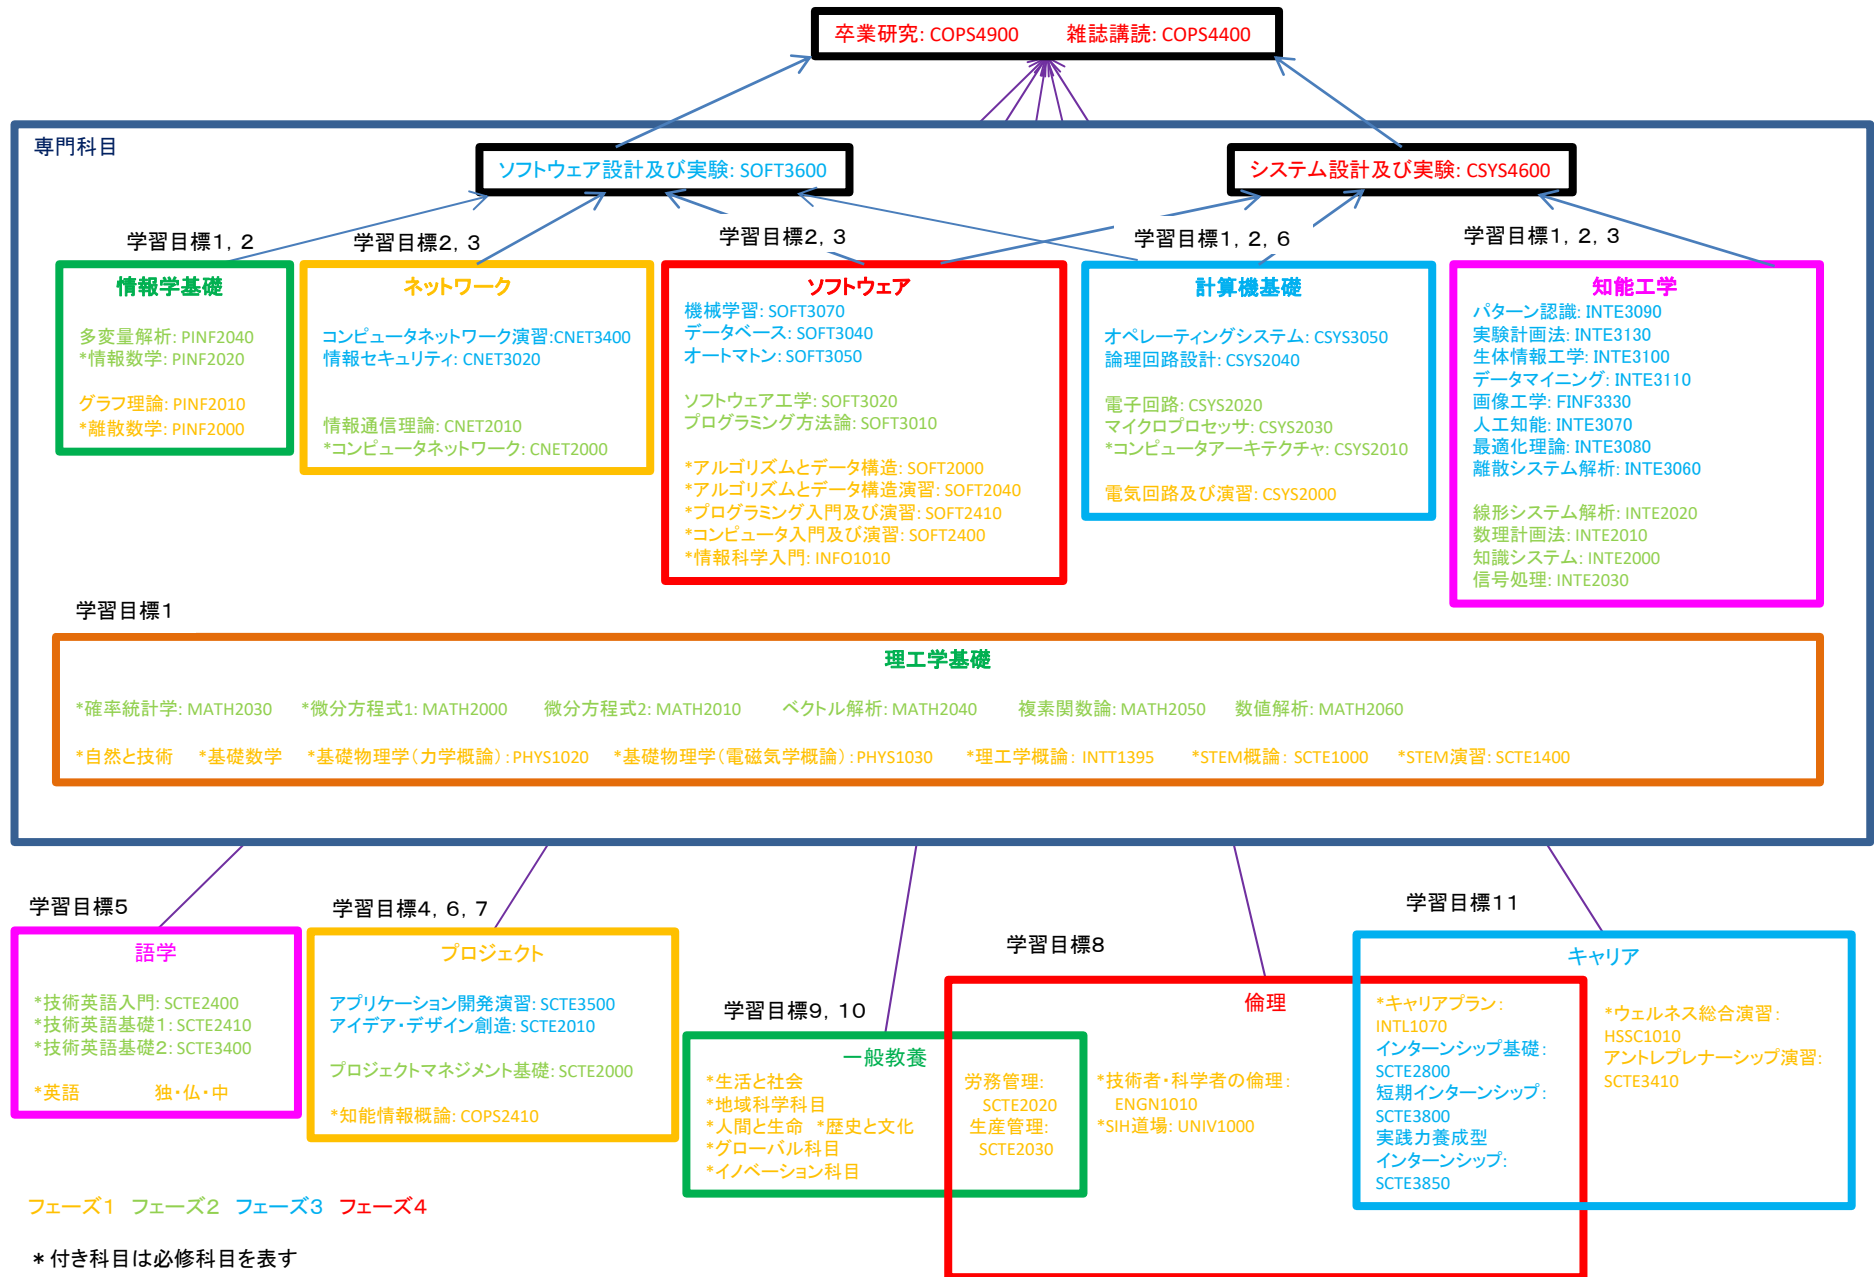 卒業研究: COPS4900 雑誌講読: COPS4400
専門科目
ソフトウェア設計及び実験: SOFT3600
システム設計及び実験: CSYS4600
学習目標1, 2
情報学基礎
多変量解析: PINF2040
*情報数学: PINF2020
グラフ理論: PINF2010
*離散数学: PINF2000
学習目標2, 3
ネットワーク
コンピュータネットワーク演習:CNET3400
情報セキュリティ: CNET3020
情報通信理論: CNET2010
*コンピュータネットワーク: CNET2000
学習目標2, 3
ソフトウェア
機械学習: SOFT3070
データベース: SOFT3040
オートマトン: SOFT3050
ソフトウェア工学: SOFT3020
プログラミング方法論: SOFT3010
*アルゴリズムとデータ構造: SOFT2000
*アルゴリズムとデータ構造演習: SOFT2040
*プログラミング入門及び演習: SOFT2410
*コンピュータ入門及び演習: SOFT2400
*情報科学入門: INFO1010
学習目標1, 2, 6
計算機基礎
オペレーティングシステム: CSYS3050
論理回路設計: CSYS2040
電子回路: CSYS2020
マイクロプロセッサ: CSYS2030
*コンピュータアーキテクチャ: CSYS2010
電気回路及び演習: CSYS2000
学習目標1, 2, 3
知能工学
パターン認識: INTE3090
実験計画法: INTE3130
生体情報工学: INTE3100
データマイニング: INTE3110
画像工学: FINF3330
人工知能: INTE3070
最適化理論: INTE3080
離散システム解析: INTE3060
線形システム解析: INTE2020
数理計画法: INTE2010
知識システム: INTE2000
信号処理: INTE2030
学習目標1
理工学基礎
*確率統計学: MATH2030 *微分方程式1: MATH2000 微分方程式2: MATH2010 ベクトル解析: MATH2040 複素関数論: MATH2050 数値解析: MATH2060
*自然と技術 *基礎数学 *基礎物理学(力学概論): PHYS1020 *基礎物理学(電磁気学概論): PHYS1030 *理工学概論: INTT1395 *STEM概論: SCTE1000 *STEM演習: SCTE1400
学習目標5
語学
*技術英語入門: SCTE2400
*技術英語基礎1: SCTE2410
*技術英語基礎2: SCTE3400
*英語 独・仏・中
学習目標4, 6, 7
プロジェクト
アプリケーション開発演習: SCTE3500
アイデア・デザイン創造: SCTE2010
プロジェクトマネジメント基礎: SCTE2000
*知能情報概論: COPS2410
学習目標9, 10
一般教養
*生活と社会
*地域科学科目
*人間と生命 *歴史と文化
*グローバル科目
*イノベーション科目
労務管理:
SCTE2020
生産管理:
SCTE2030
学習目標8
倫理
*技術者・科学者の倫理:
ENGN1010
*SIH道場: UNIV1000
学習目標11
キャリア
*キャリアプラン:
INTL1070
インターンシップ基礎:
SCTE2800
短期インターンシップ:
SCTE3800
実践力養成型
インターンシップ:
SCTE3850
*ウェルネス総合演習:
HSSC1010
アントレプレナーシップ演習:
SCTE3410
フェーズ1 フェーズ2 フェーズ3 フェーズ4
* 付き科目は必修科目を表す